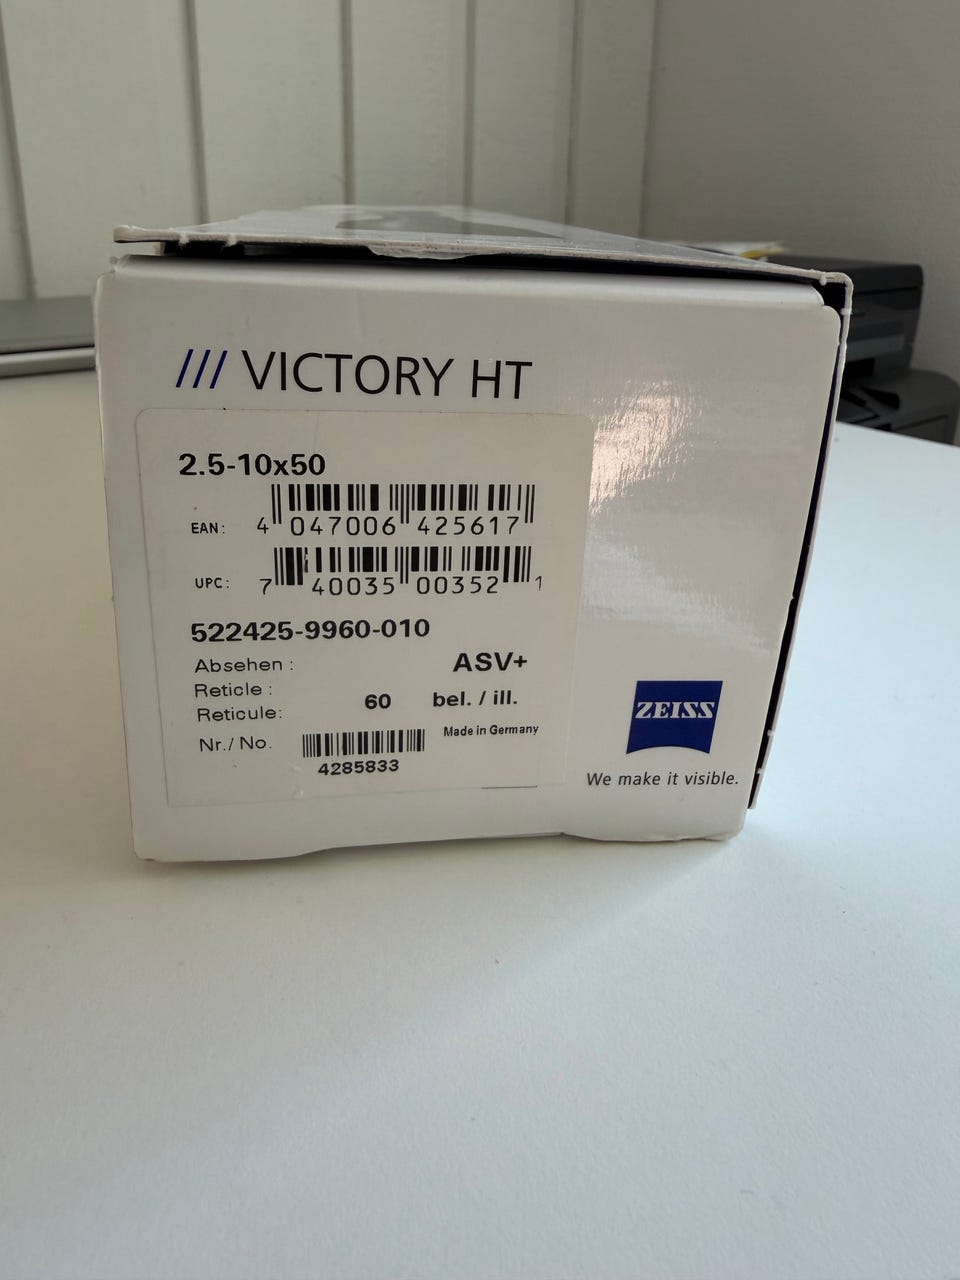 /// VICTORY HT
2.5-10x50
EAN: 4 047006 425617
UPC: 7 40035 00352 1
522425-9960-010
Absehen : ASV+
Reticle :
Reticule: 60 bel. / ill.
Nr./ No. 4285833
Made in Germany
ZEISS
We make it visible.